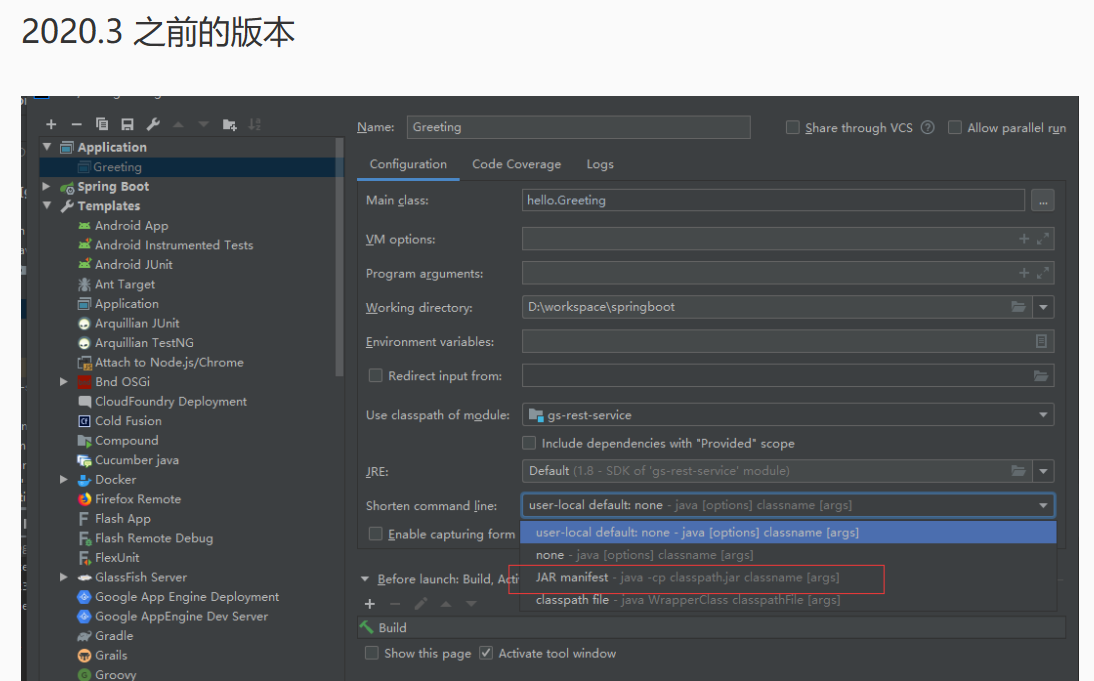 2020.3 之前的版本
Name: Greeting
Share through VCS
Allow parallel run
Application
Greeting
Spring Boot
Templates
Android App
Android Instrumented Tests
Android JUnit
Ant Target
Application
Arquillian JUnit
Arquillian TestNG
Attach to Node.js/Chrome
Bnd OSGi
CloudFoundry Deployment
Cold Fusion
Compound
Cucumber java
Docker
Firefox Remote
Flash App
Flash Remote Debug
FlexUnit
GlassFish Server
Google App Engine Deployment
Google AppEngine Dev Server
Gradle
Grails
Groovy
Configuration Code Coverage Logs
Main class: hello.Greeting ...
VM options:
Program arguments:
Working directory: D:\workspace\springboot
Environment variables:
Redirect input from:
Use classpath of module: gs-rest-service
Include dependencies with "Provided" scope
JRE: Default (1.8 - SDK of 'gs-rest-service' module)
Shorten command line: user-local default: none - java [options] classname [args]
Enable capturing form
user-local default: none - java [options] classname [args]
none - java [options] classname [args]
JAR manifest - java -cp classpath.jar classname [args]
classpath file - java WrapperClass classpathFile [args]
Before launch: Build, Acti
Build
Show this page Activate tool window